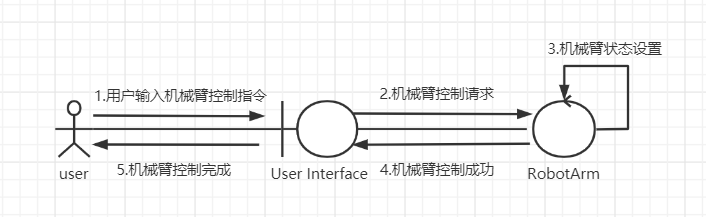 3.机械臂状态设置
1.用户输入机械臂控制指令
2.机械臂控制请求
5.机械臂控制完成
4.机械臂控制成功
user
User Interface
RobotArm